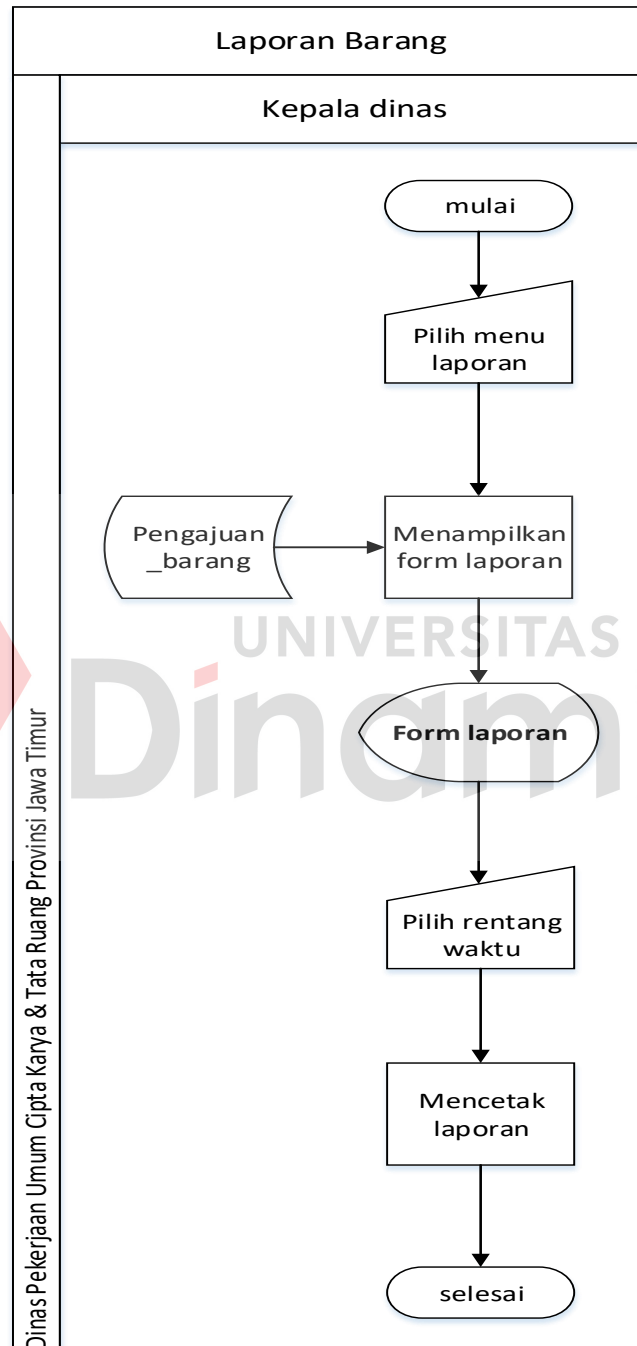 Laporan Barang
Kepala dinas
Dinas Pekerjaan Umum Cipta Karya & Tata Ruang Provinsi Jawa Timur
mulai
Pilih menu
laporan
Pengajuan
_barang
Menampilkan
form laporan
UNIVERSITAS
Dinam
Form laporan
Pilih rentang
waktu
Mencetak
laporan
selesai